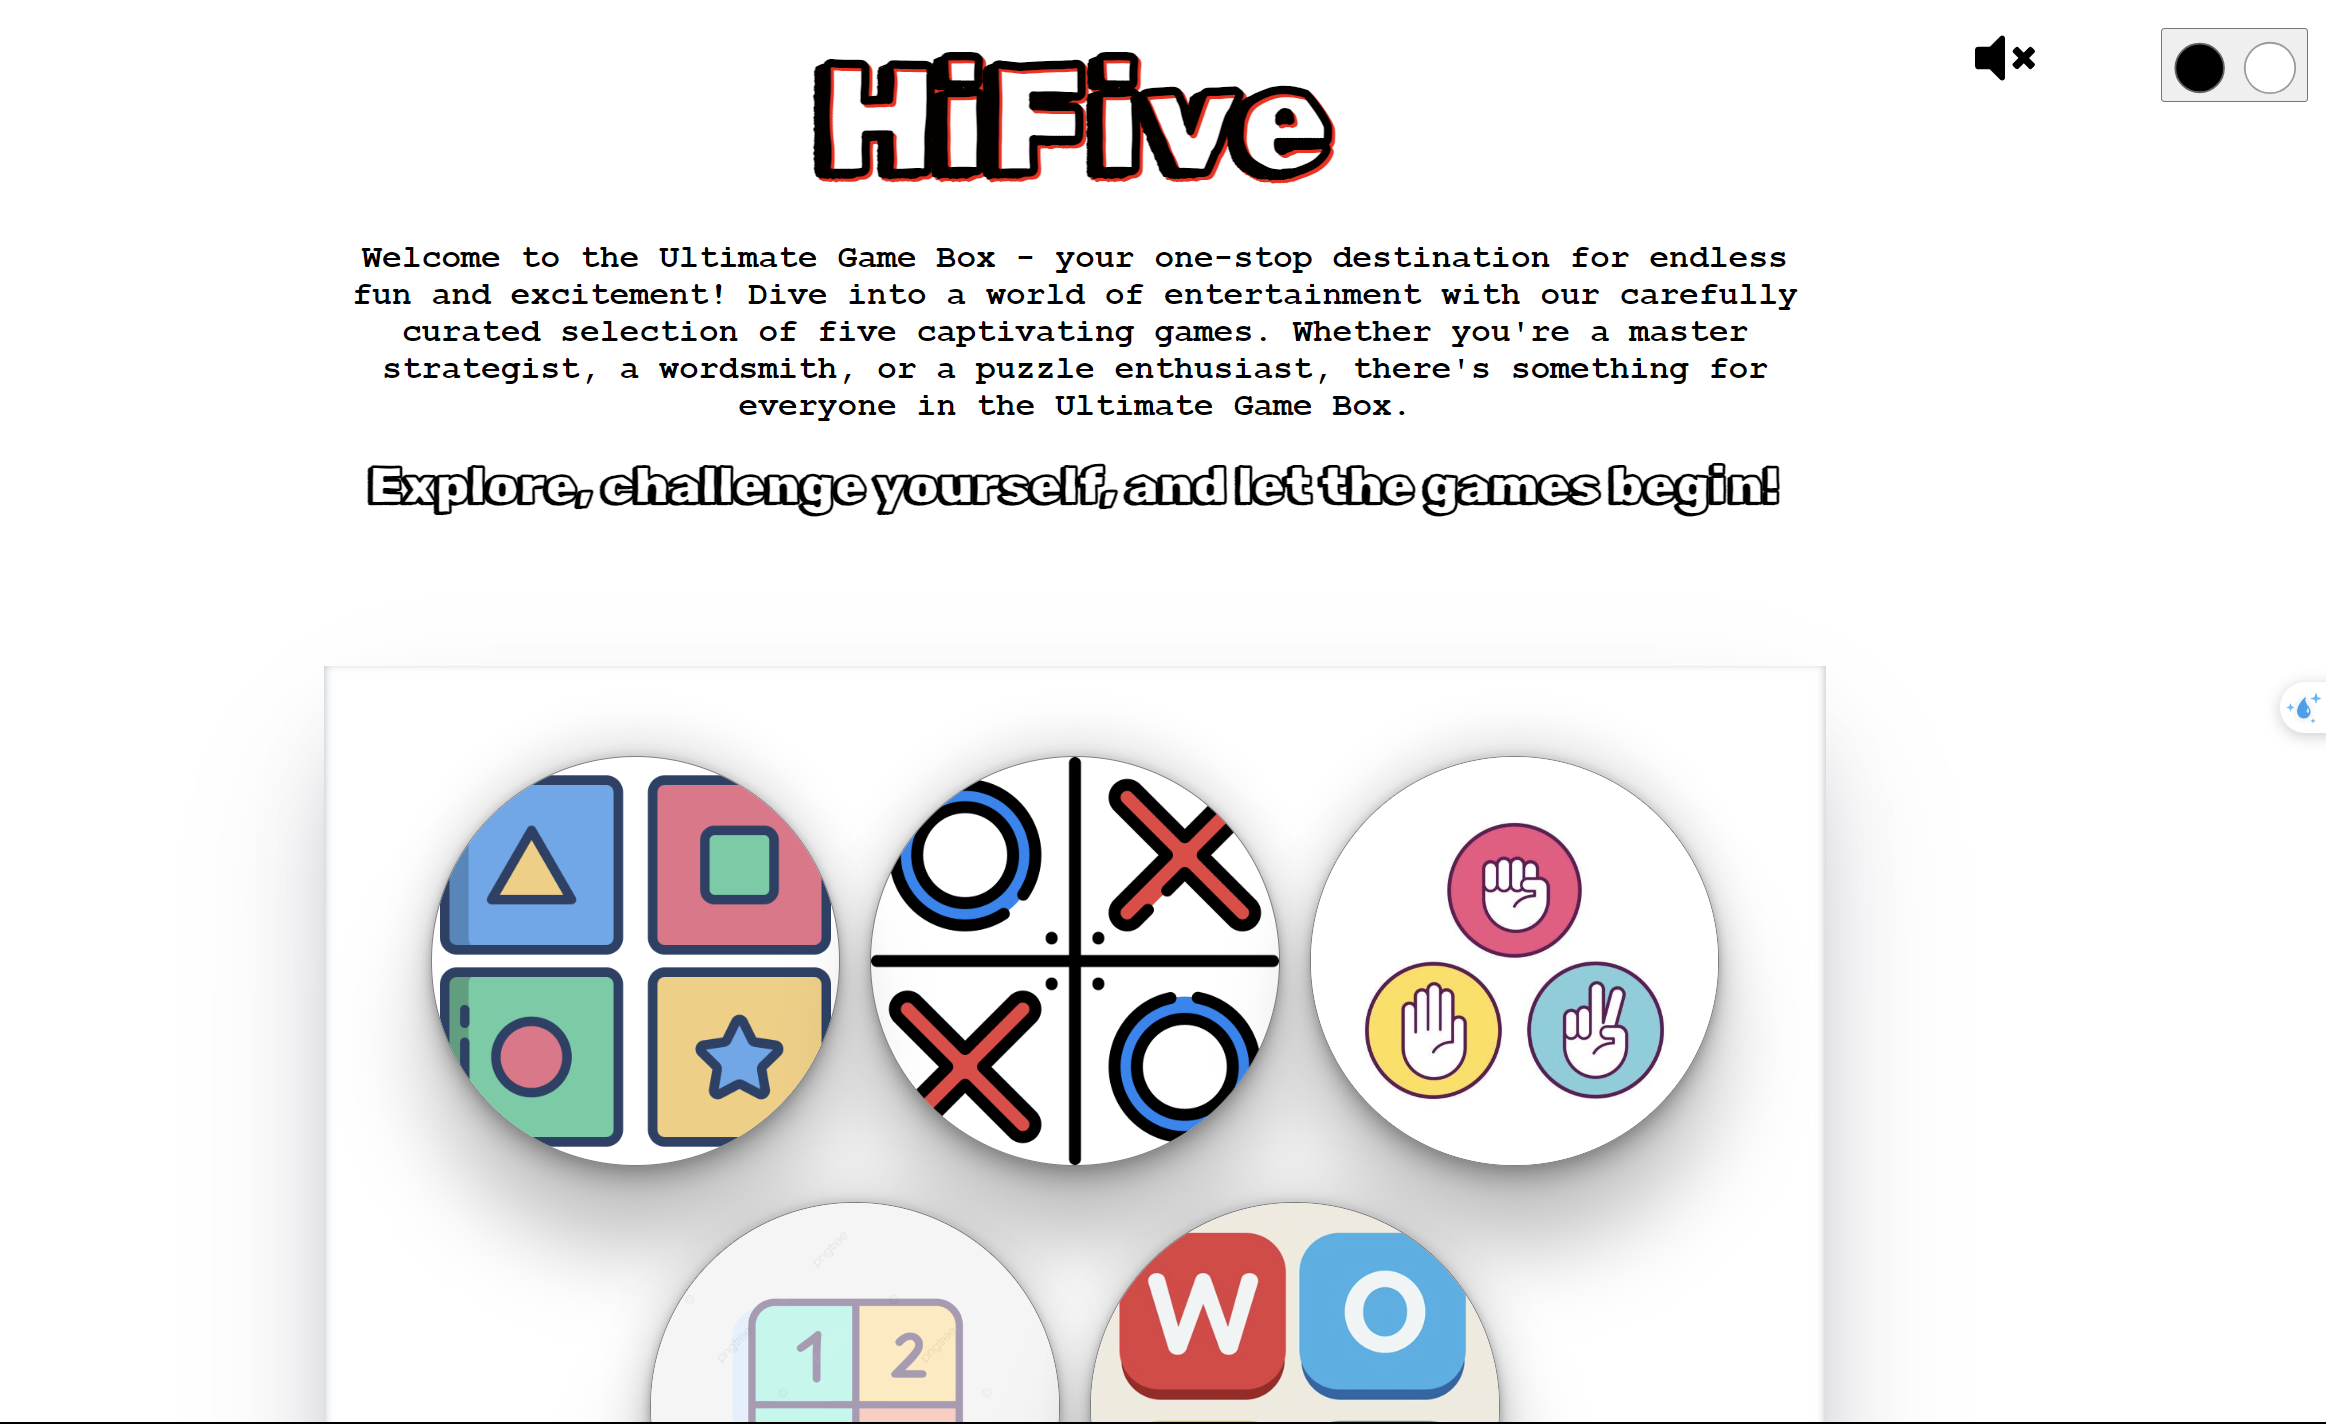 HiFive
Welcome to the Ultimate Game Box - your one-stop destination for endless
fun and excitement! Dive into a world of entertainment with our carefully
curated selection of five captivating games. Whether you're a master
strategist, a wordsmith, or a puzzle enthusiast, there's something for
everyone in the Ultimate Game Box.
Explore, challenge yourself, and let the games begin!
pngtree
1 2
pngtree pngtree
W O